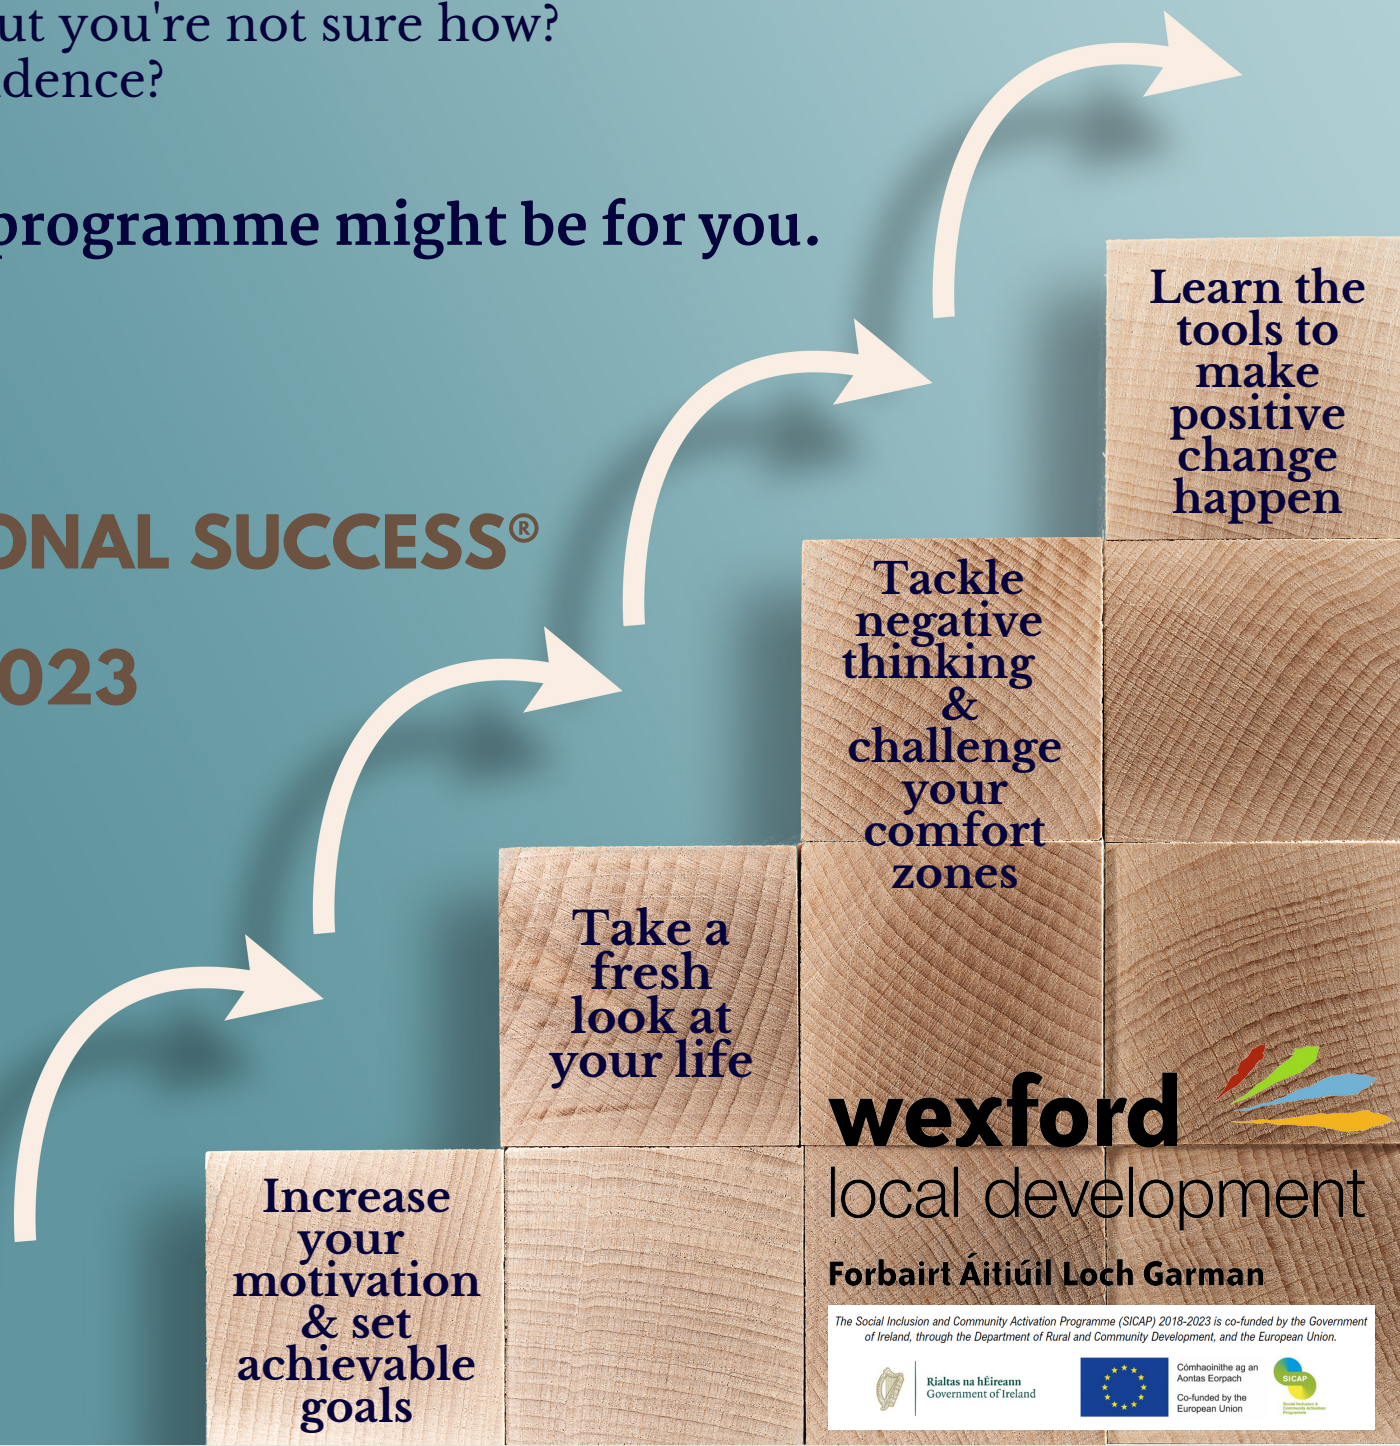 ut you're not sure how?
dence?
programme might be for you.
ONAL SUCCESS®
023
Learn the
tools to
make
positive
change
happen
Tackle
negative
thinking
&
challenge
your
comfort
zones
Take a
fresh
look at
your life
Increase
your
motivation
& set
achievable
goals
wexford
local development
Forbairt Áitiúil Loch Garman
The Social Inclusion and Community Activation Programme (SICAP) 2018-2023 is co-funded by the Government
of Ireland, through the Department of Rural and Community Development, and the European Union.
Rialtas na hÉireann
Government of Ireland
Cómhaoinithe ag an
Aontas Eorpach
Co-funded by the
European Union
SICAP
Social Inclusion &
Community Activation
Programme